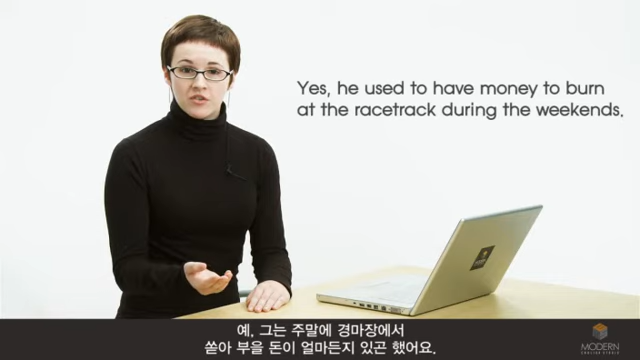 Yes, he used to have money to burn
at the racetrack during the weekends.
예, 그는 주말에 경마장에서
쏟아 부을 돈이 얼마든지 있곤 했어요.
MODERN